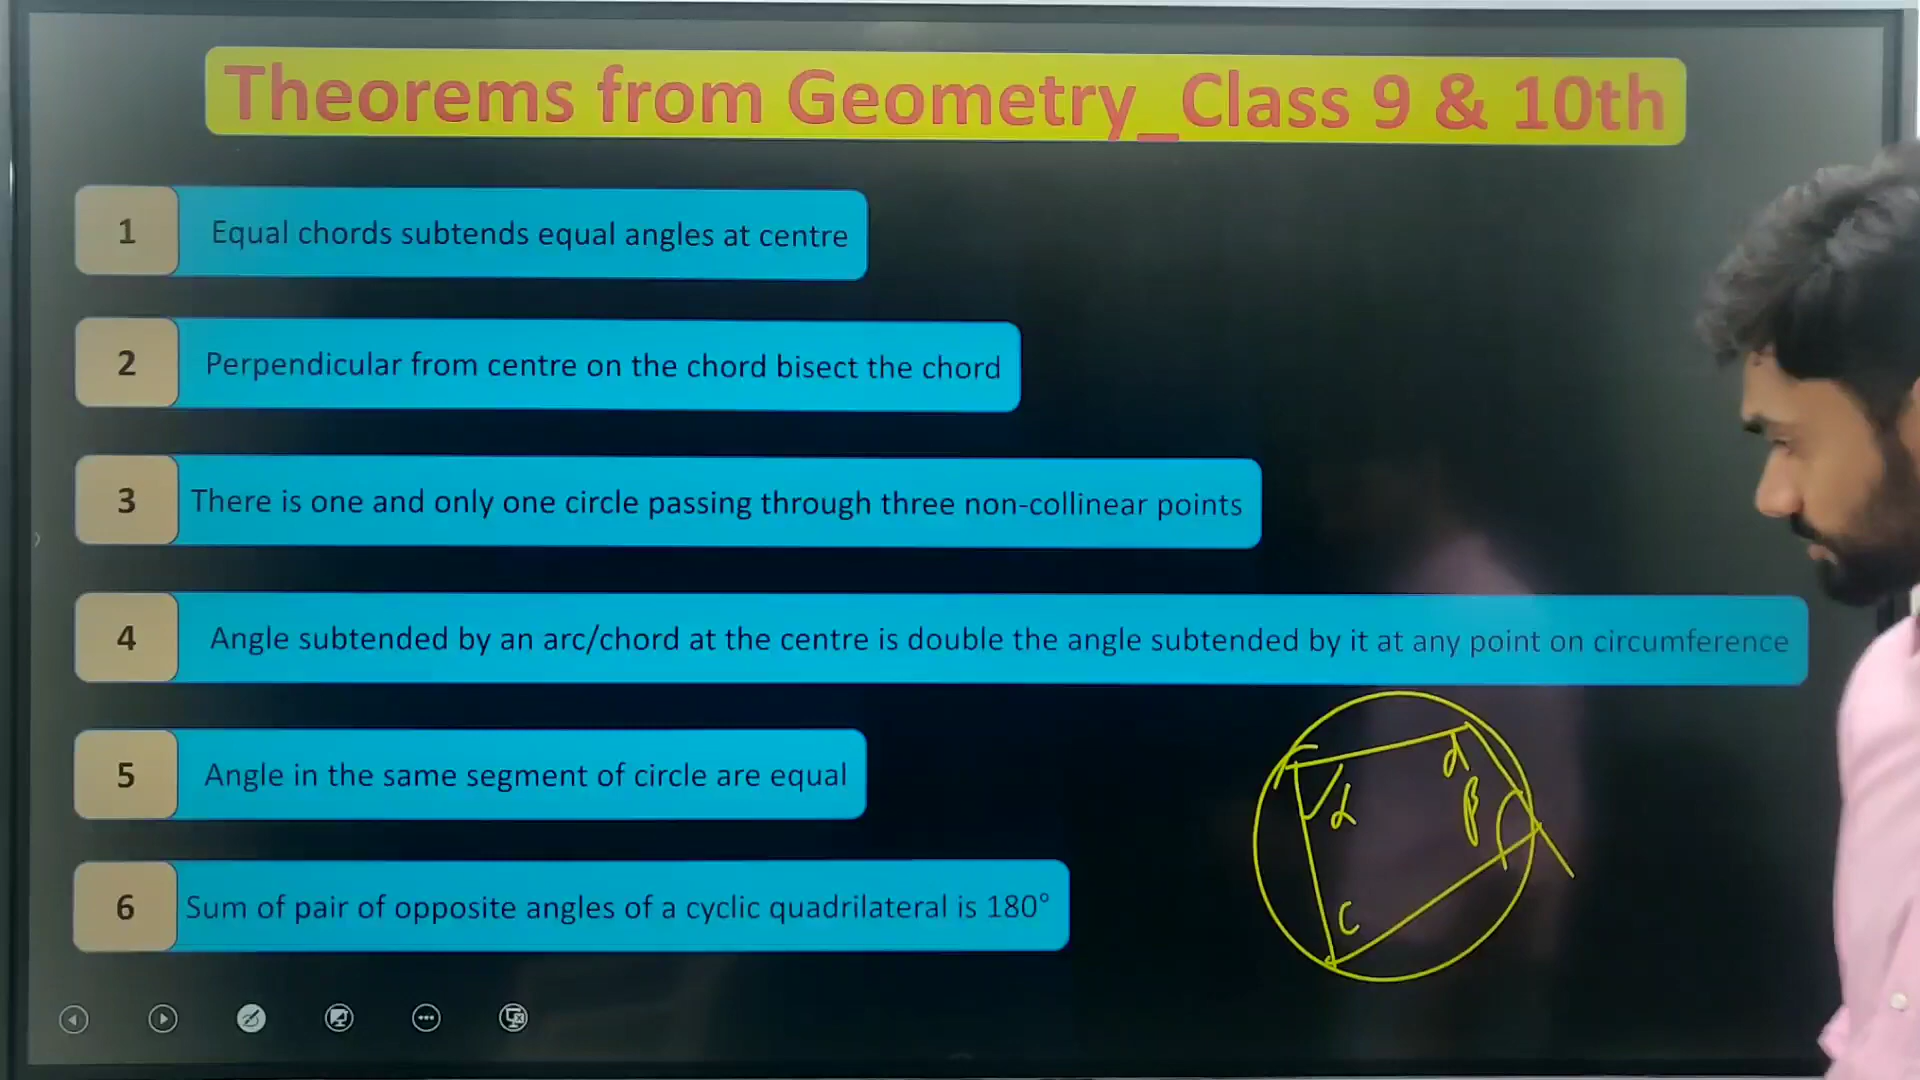 Theorems from Geometry_Class 9 & 10th
1 Equal chords subtends equal angles at centre
2 Perpendicular from centre on the chord bisect the chord
3 There is one and only one circle passing through three non-collinear points
4 Angle subtended by an arc/chord at the centre is double the angle subtended by it at any point on circumference
5 Angle in the same segment of circle are equal
6 Sum of pair of opposite angles of a cyclic quadrilateral is 180°
d
α
β
C